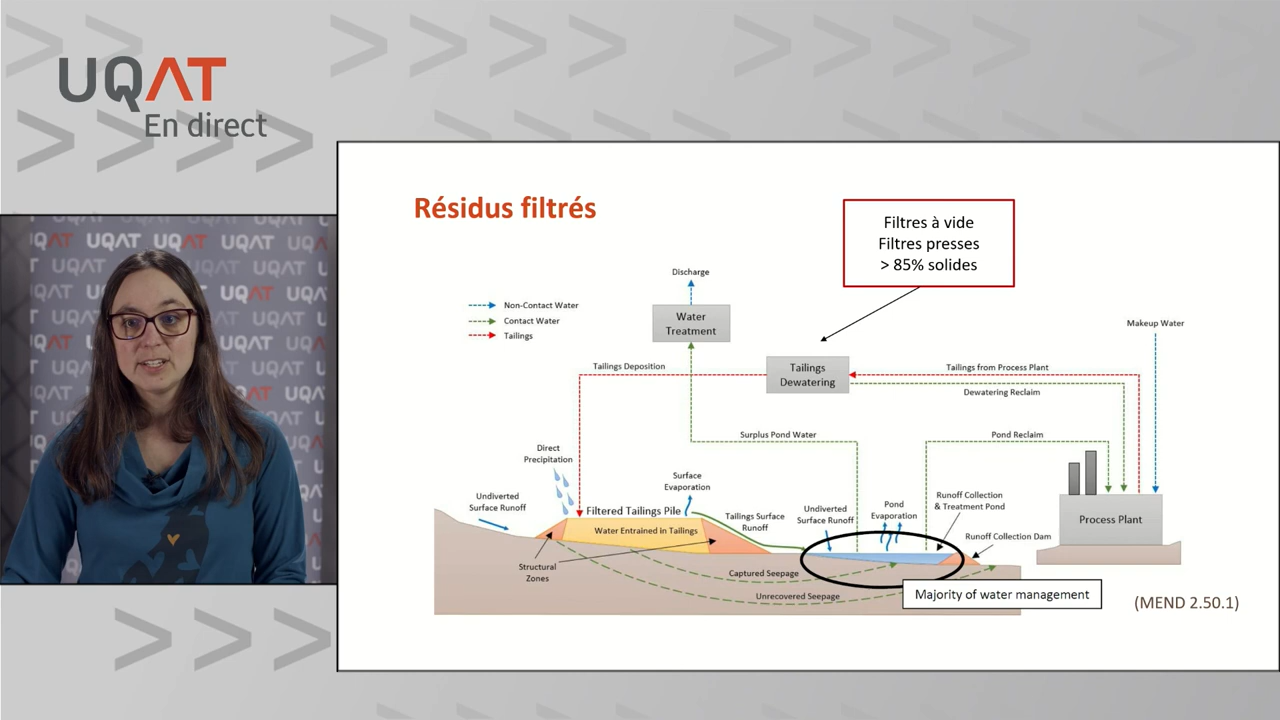 UQAT
En direct
UQAT
Résidus filtrés
Filtres à vide
Filtres presses
> 85% solides
Discharge
Non-Contact Water
Contact Water
Tailings
Water
Treatment
Makeup Water
Tailings Deposition
Tailings
Dewatering
Tailings from Process Plant
Dewatering Reclaim
Surplus Pond Water
Pond Reclaim
Direct
Precipitation
Surface
Evaporation
Undiverted
Surface Runoff
Filtered Tailings Pile
Water Entrained in Tailings
Tailings Surface
Runoff
Undiverted
Surface Runoff
Pond
Evaporation
Runoff Collection
& Treatment Pond
Process Plant
Runoff Collection Dam
Structural
Zones
Captured Seepage
Unrecovered Seepage
Majority of water management
(MEND 2.50.1)